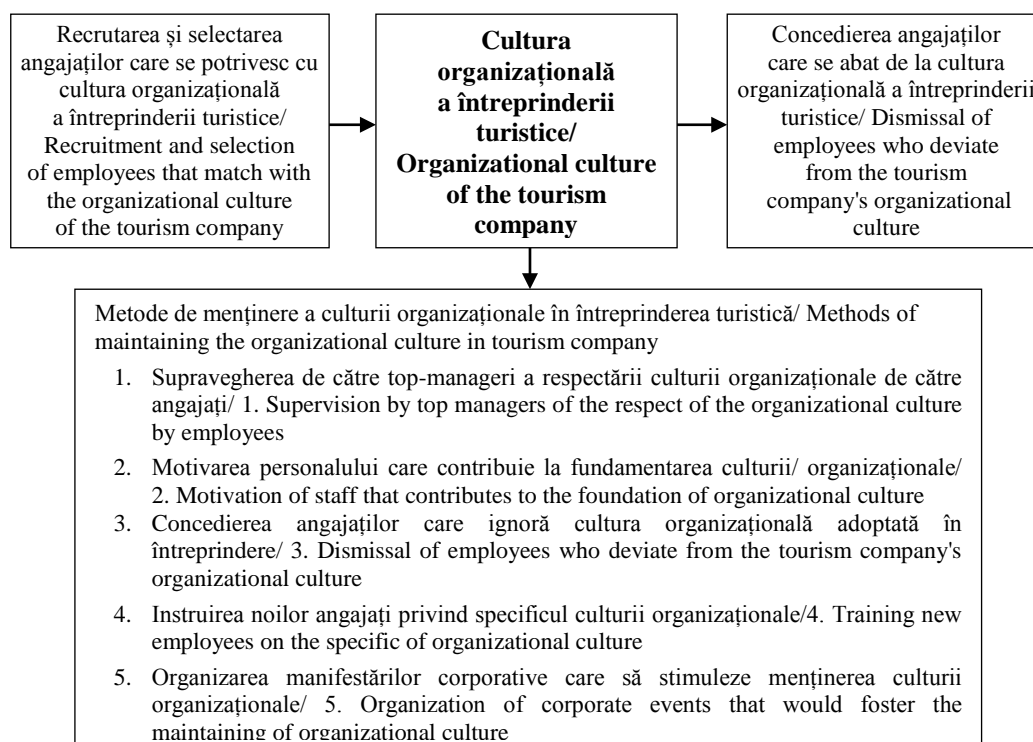 Recrutarea și selectarea
angajaților care se potrivesc cu
cultura organizațională
a întreprinderii turistice/
Recruitment and selection
of employees that match with
the organizational culture
of the tourism company
Cultura
organizațională
a întreprinderii
turistice/
Organizational culture
of the tourism
company
Concedierea angajaților
care se abat de la cultura
organizațională a întreprinderii
turistice/ Dismissal of
employees who deviate
from the tourism
company's organizational
culture
Metode de menținere a culturii organizaționale în întreprinderea turistică/ Methods of
maintaining the organizational culture in tourism company
1. Supravegherea de către top-manageri a respectării culturii organizaționale de către
angajați/ 1. Supervision by top managers of the respect of the organizational culture
by employees
2. Motivarea personalului care contribuie la fundamentarea culturii/ organizaționale/
2. Motivation of staff that contributes to the foundation of organizational culture
3. Concedierea angajaților care ignoră cultura organizațională adoptată în
întreprindere/ 3. Dismissal of employees who deviate from the tourism company's
organizational culture
4. Instruirea noilor angajați privind specificul culturii organizaționale/4. Training new
employees on the specific of organizational culture
5. Organizarea manifestărilor corporative care să stimuleze menținerea culturii
organizaționale/ 5. Organization of corporate events that would foster the
maintaining of organizational culture